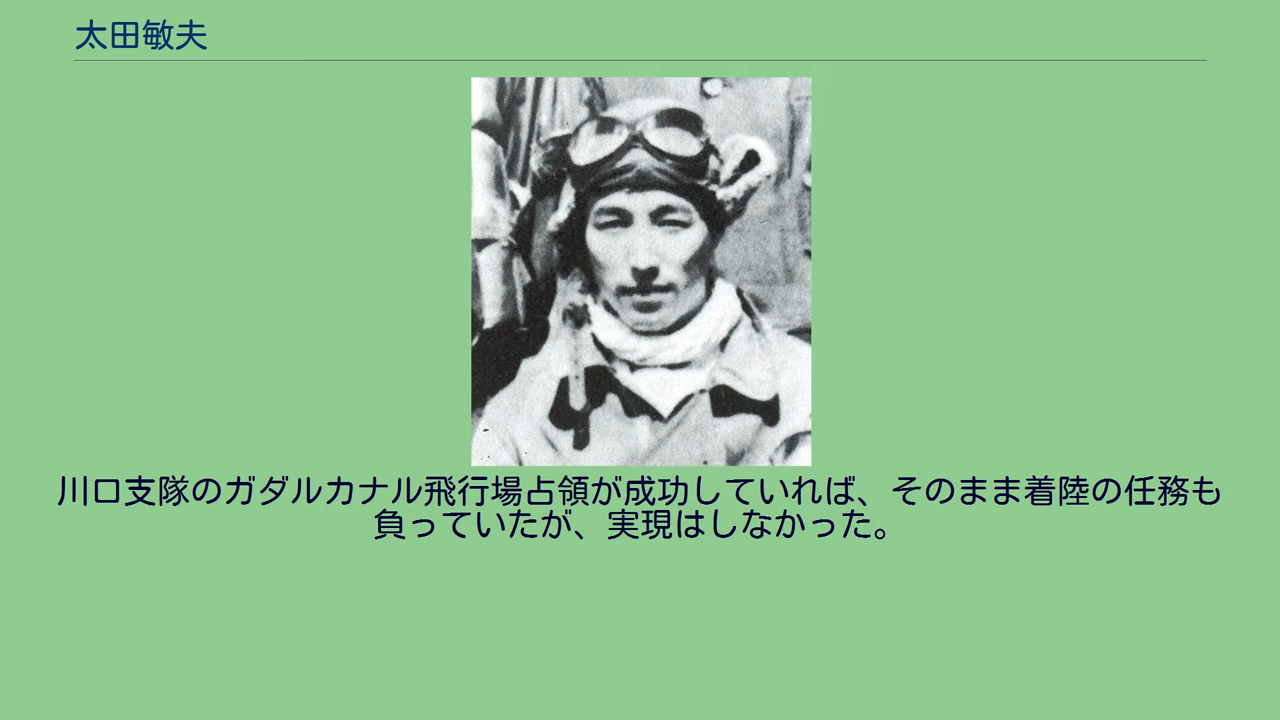 太田敏夫
川口支隊のガダルカナル飛行場占領が成功していれば、そのまま着陸の任務も
負っていたが、実現はしなかった。